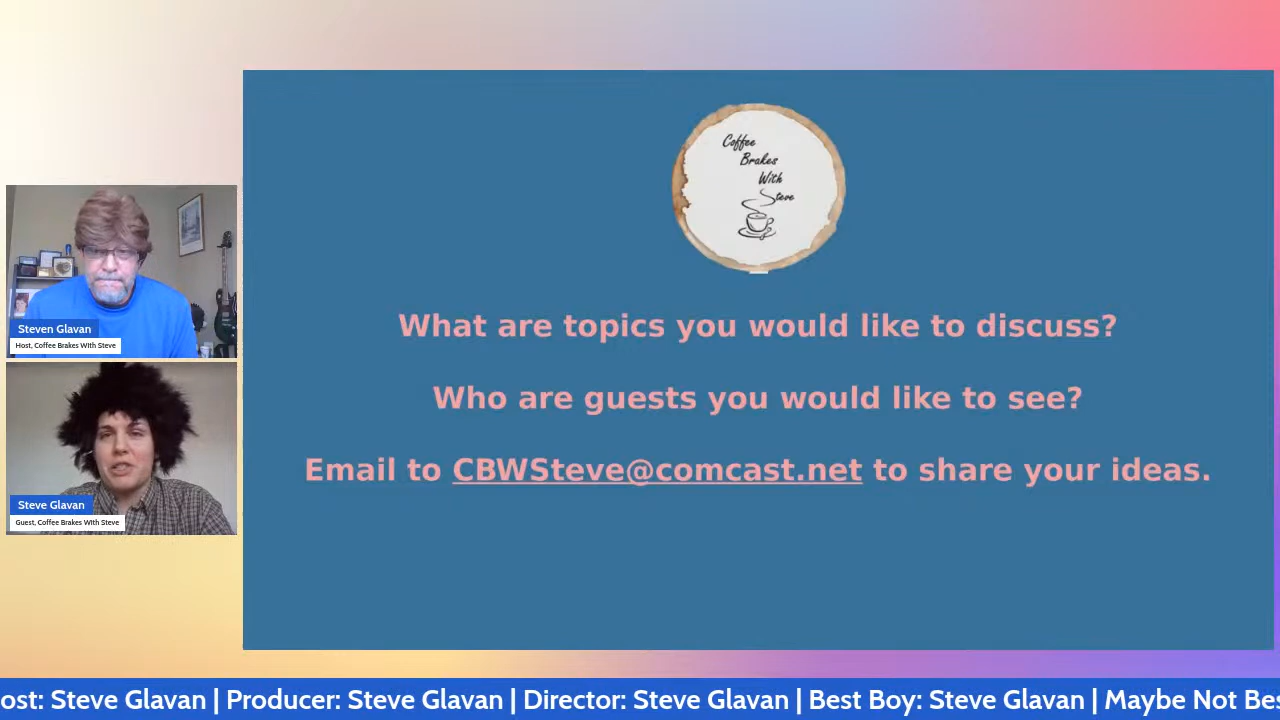 Coffee
Brakes
With
Steve
What are topics you would like to discuss?
Who are guests you would like to see?
Email to CBWSteve@comcast.net to share your ideas.
Steven Glavan
Host, Coffee Brakes With Steve
Steve Glavan
Guest, Coffee Brakes With Steve
ost: Steve Glavan | Producer: Steve Glavan | Director: Steve Glavan | Best Boy: Steve Glavan | Maybe Not Bes